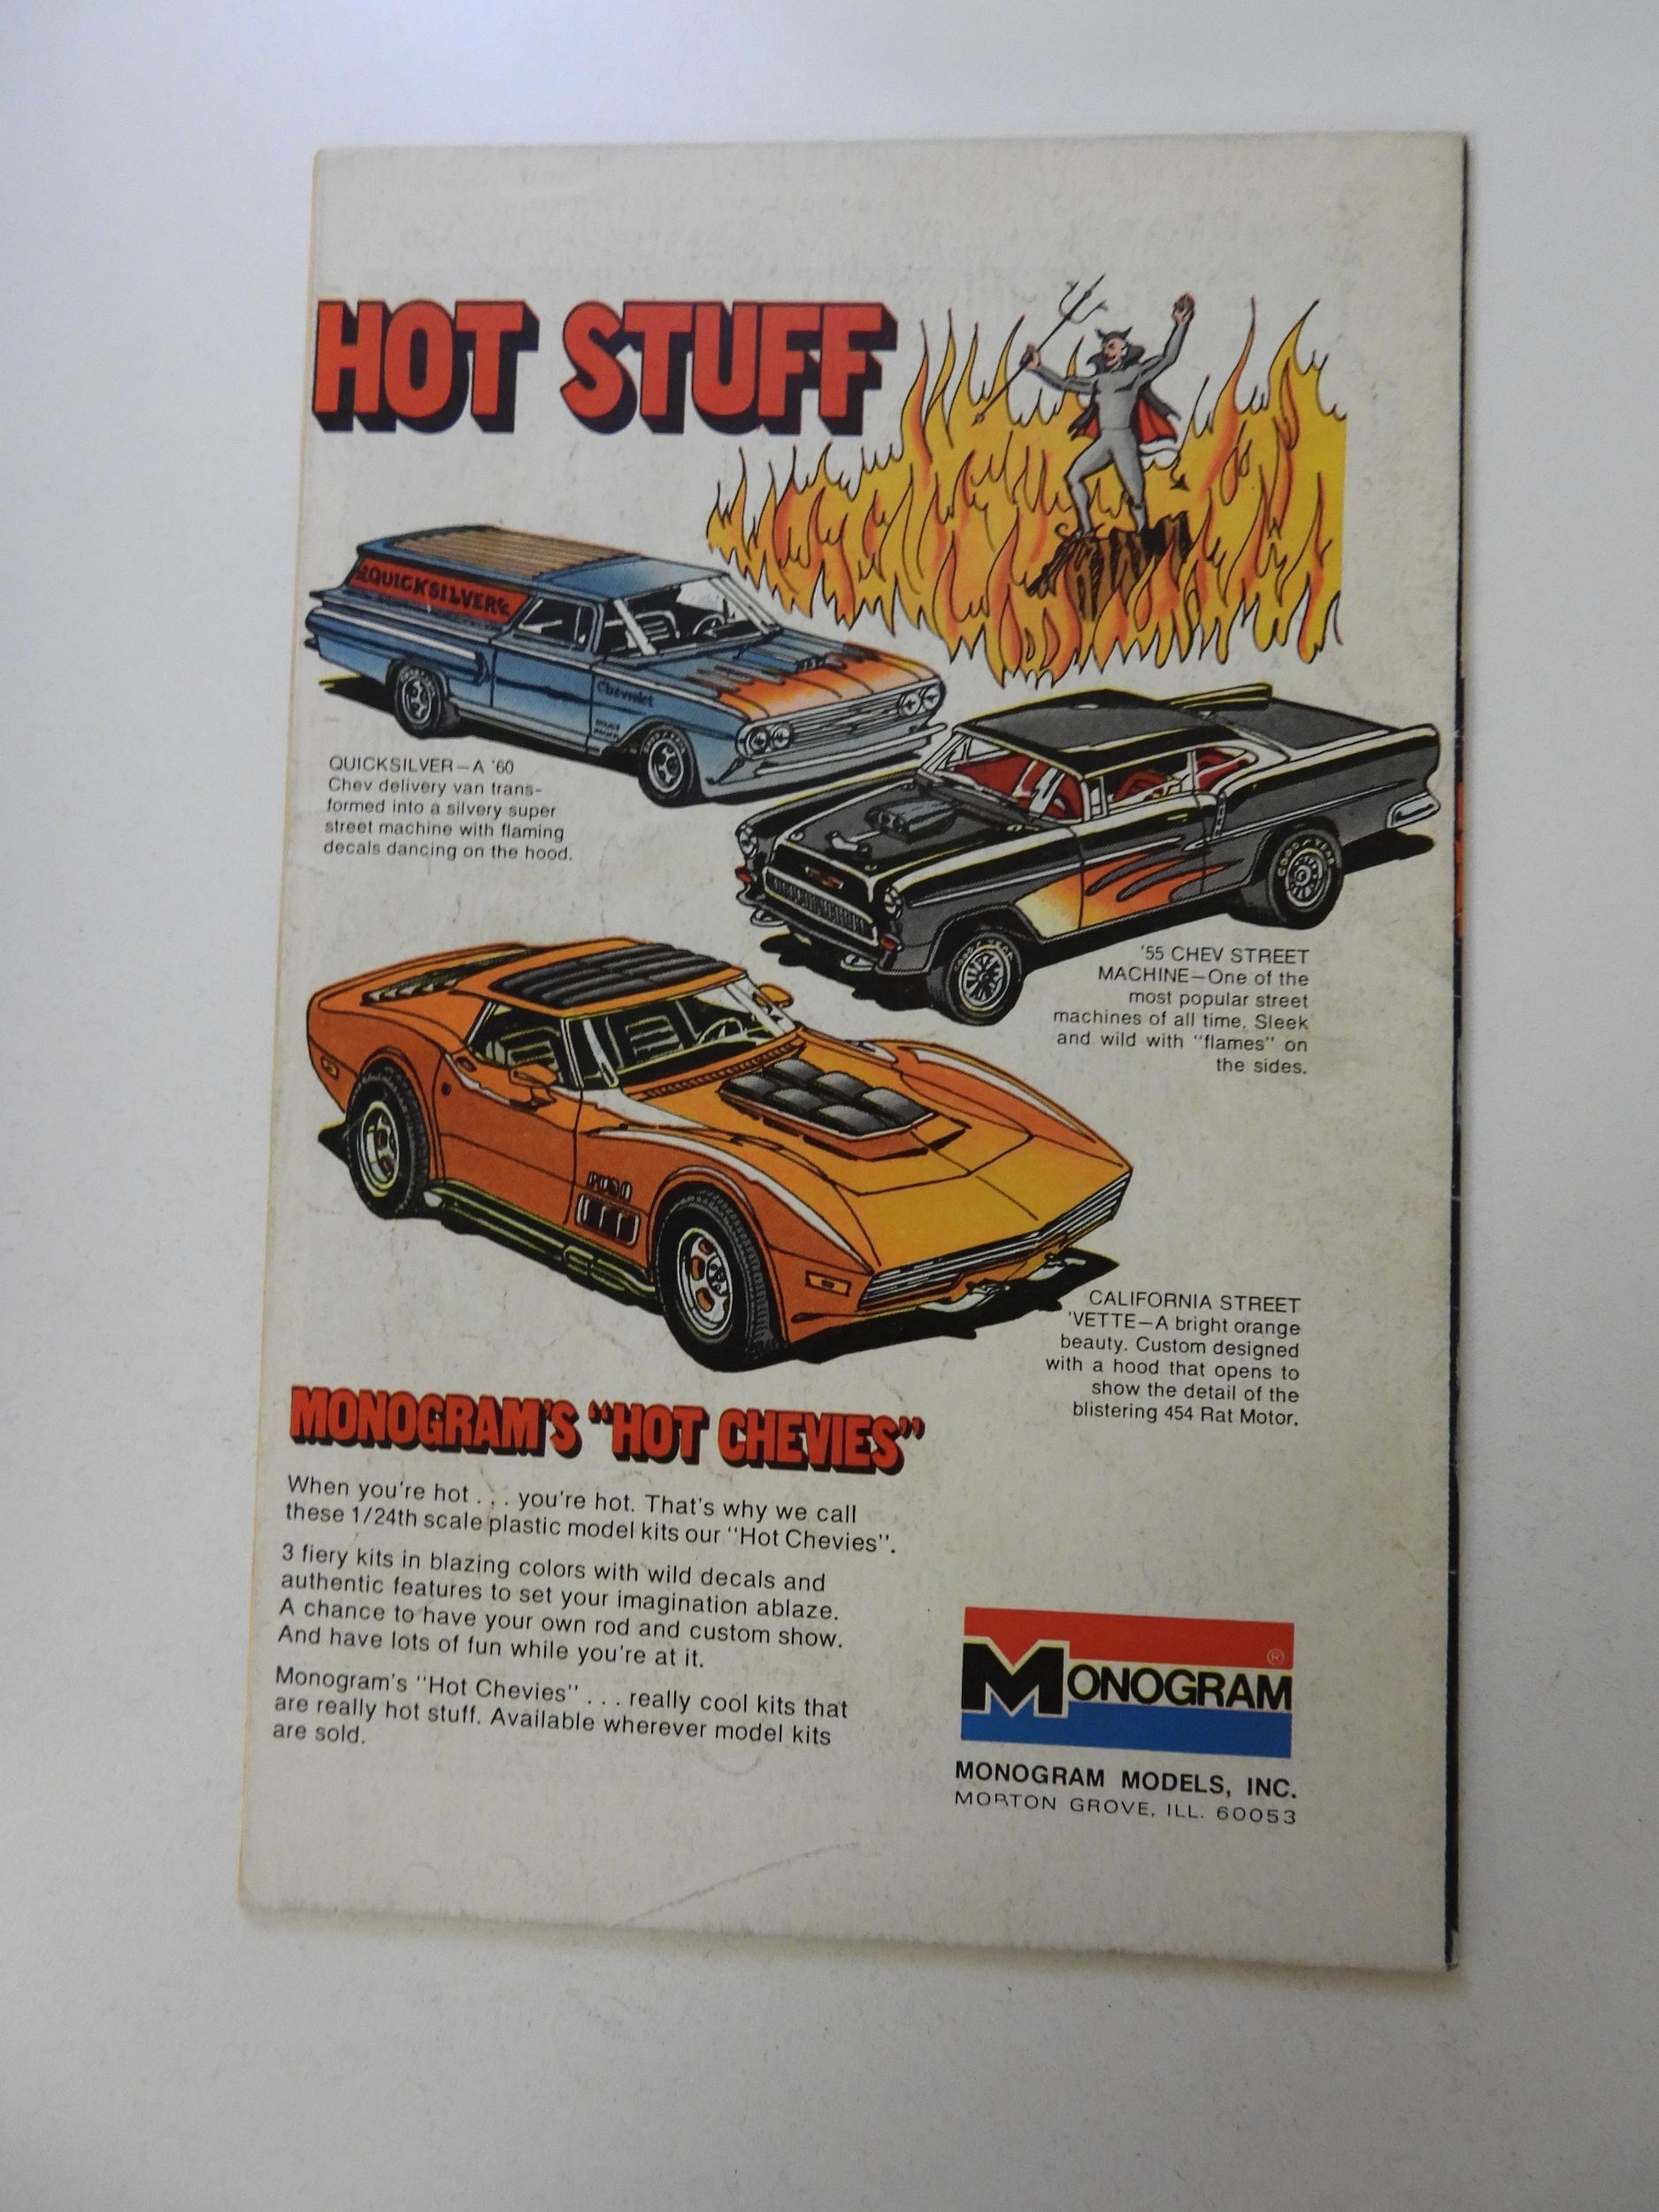 HOT STUFF
QUICKSILVER
Chevrolet
QUICKSILVER—A '60
Chev delivery van trans-
formed into a silvery super
street machine with flaming
decals dancing on the hood.
GOOD YEAR
'55 CHEV STREET
MACHINE—One of the
most popular street
machines of all time. Sleek
and wild with "flames" on
the sides.
CALIFORNIA STREET
'VETTE—A bright orange
beauty. Custom designed
with a hood that opens to
show the detail of the
blistering 454 Rat Motor.
MONOGRAM'S "HOT CHEVIES"
When you're hot . . . you're hot. That's why we call
these 1/24th scale plastic model kits our "Hot Chevies".
3 fiery kits in blazing colors with wild decals and
authentic features to set your imagination ablaze.
A chance to have your own rod and custom show.
And have lots of fun while you're at it.
Monogram's "Hot Chevies" . . . really cool kits that
are really hot stuff. Available wherever model kits
are sold.
MONOGRAM ®
MONOGRAM MODELS, INC.
MORTON GROVE, ILL. 60053